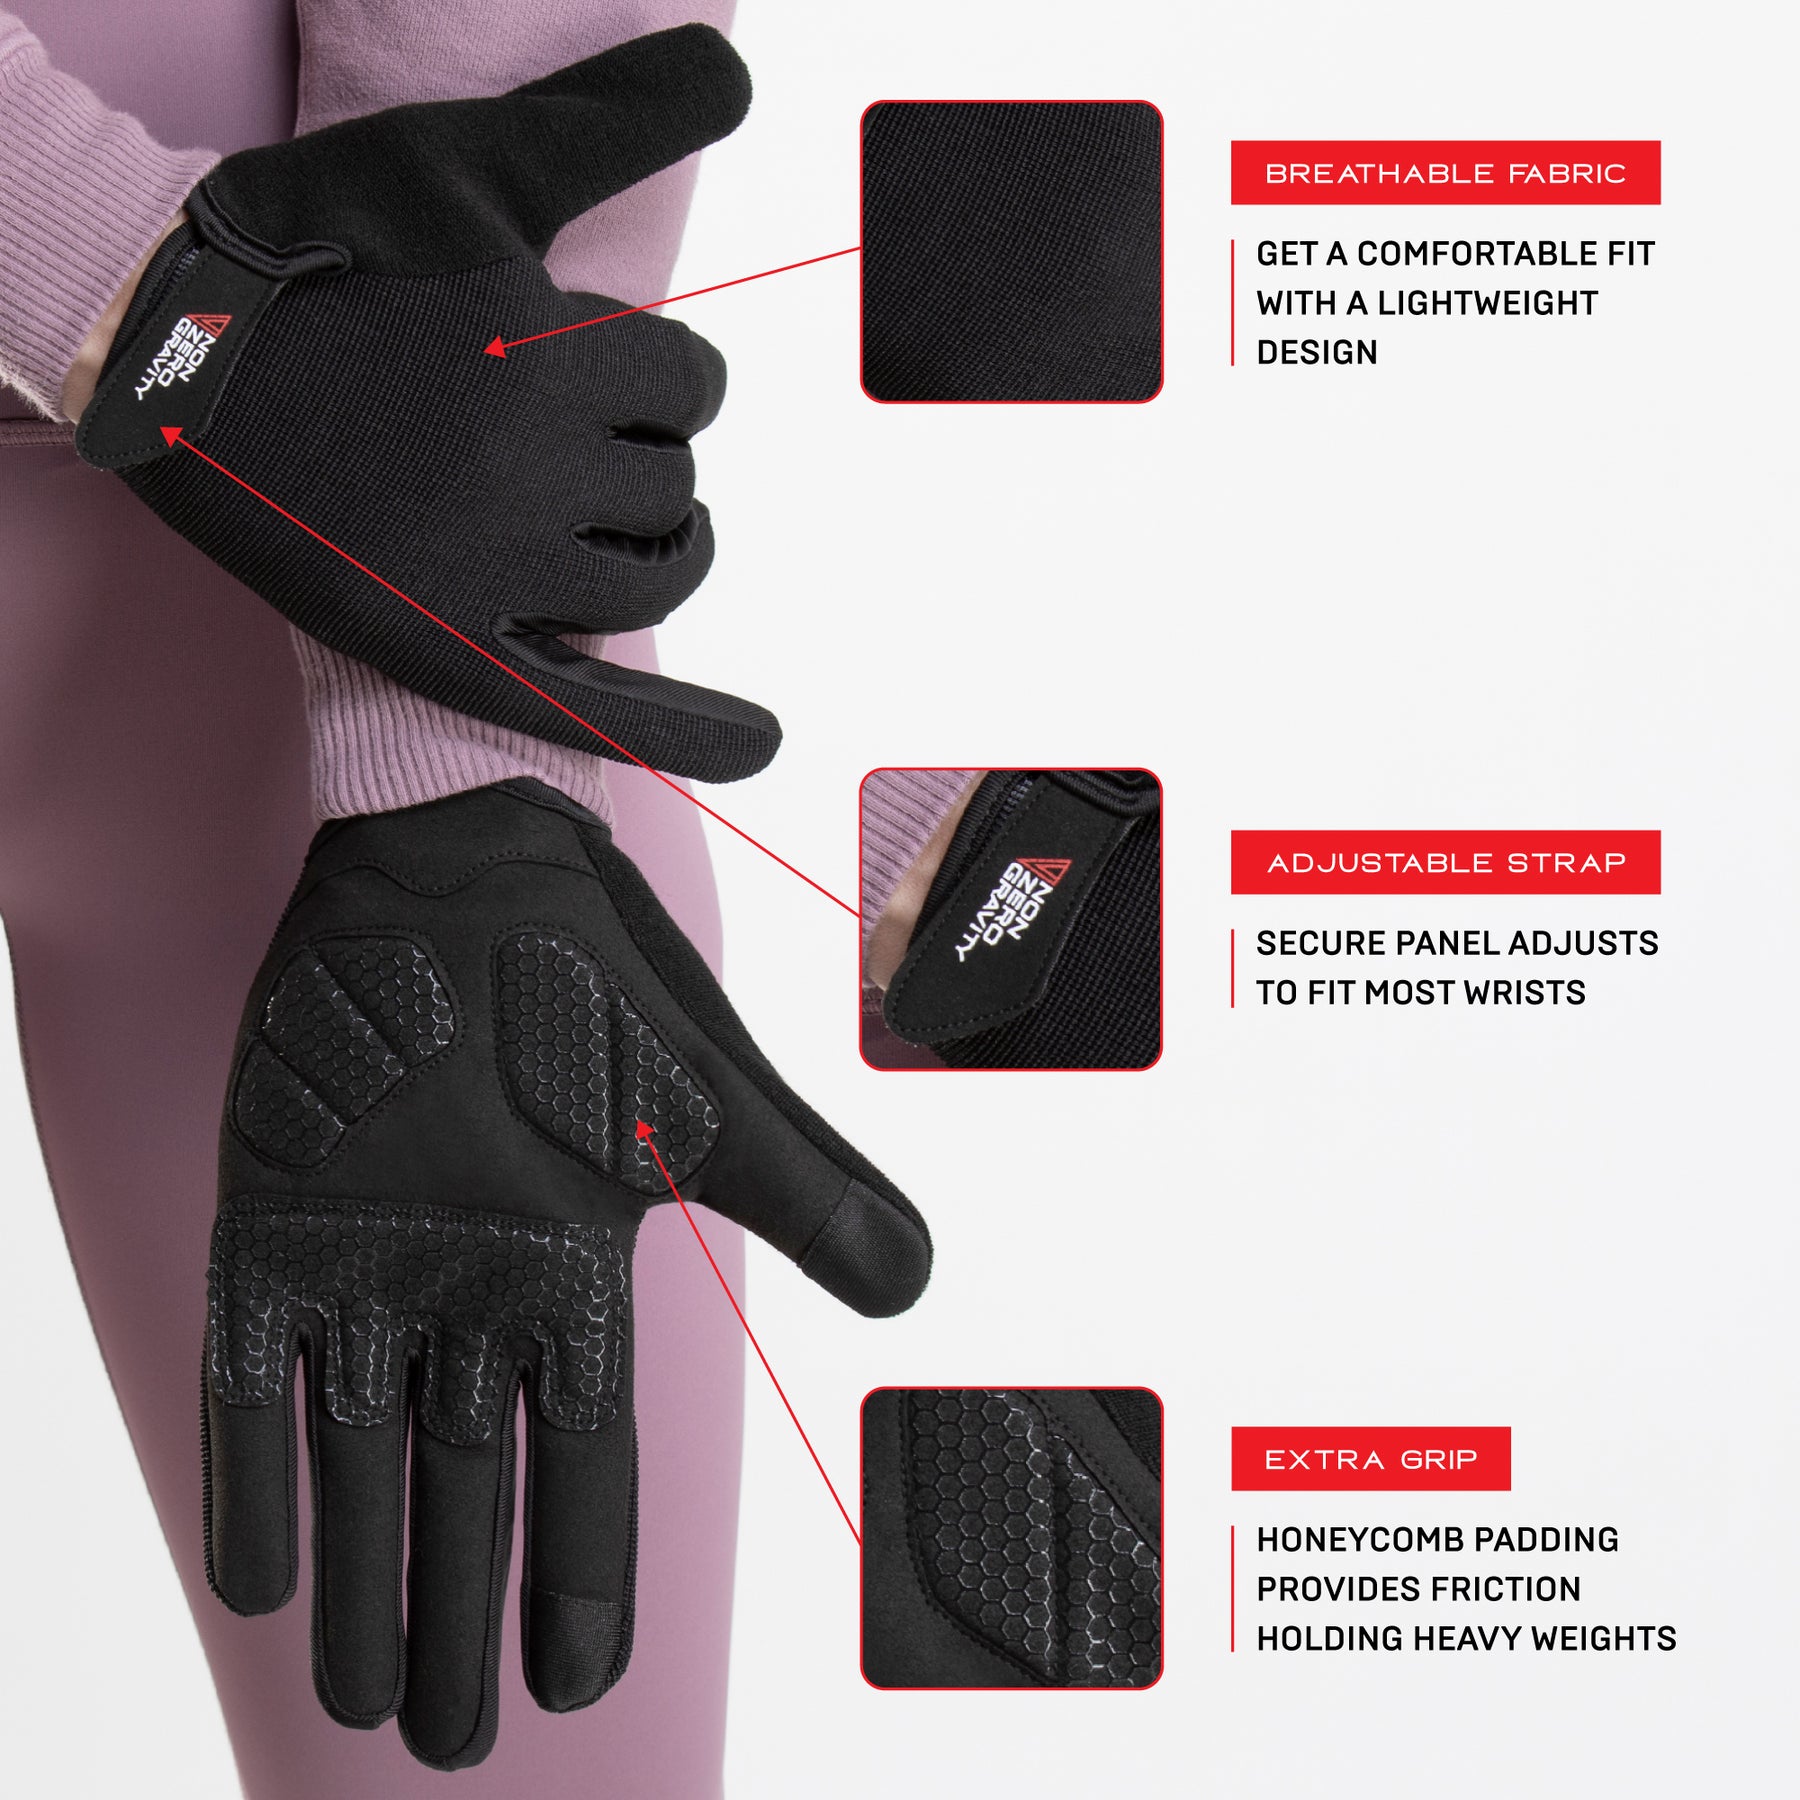 NON
ZERO
GRAVITY
BREATHABLE FABRIC
GET A COMFORTABLE FIT
WITH A LIGHTWEIGHT
DESIGN
NON
ZERO
GRAVITY
ADJUSTABLE STRAP
SECURE PANEL ADJUSTS
TO FIT MOST WRISTS
EXTRA GRIP
HONEYCOMB PADDING
PROVIDES FRICTION
HOLDING HEAVY WEIGHTS